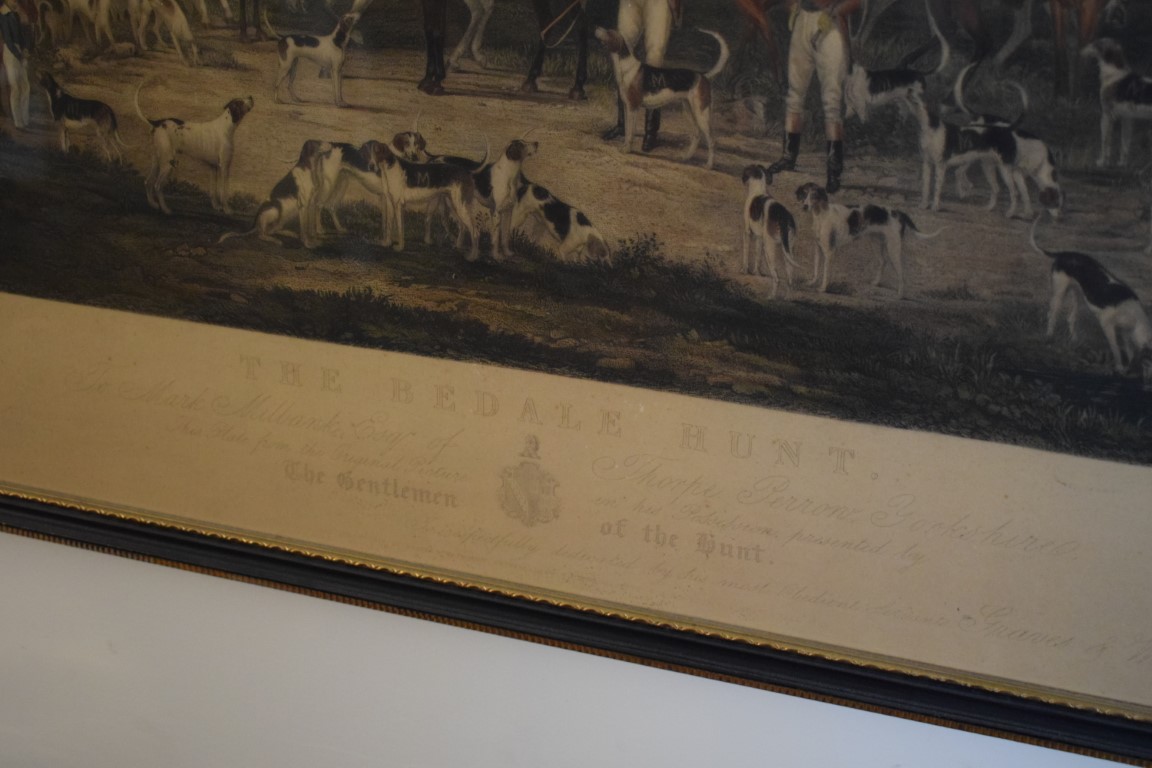 THE BEDALE HUNT.
To Mark Milbank, Esqr. of Thorpe Perrow, Yorkshire
this Plate from the Original Picture in his Possession presented by
The Gentlemen of the Hunt.
Respectfully dedicated by his most obedient Servants Graves &
M
M